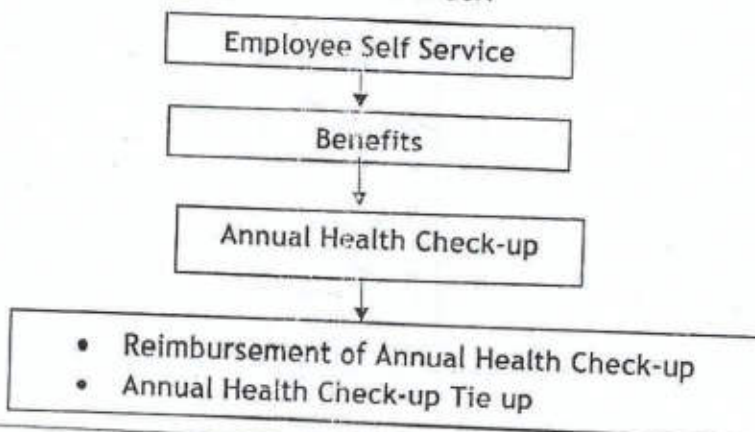 Employee Self Service
Benefits
Annual Health Check-up
• Reimbursement of Annual Health Check-up
• Annual Health Check-up Tie up